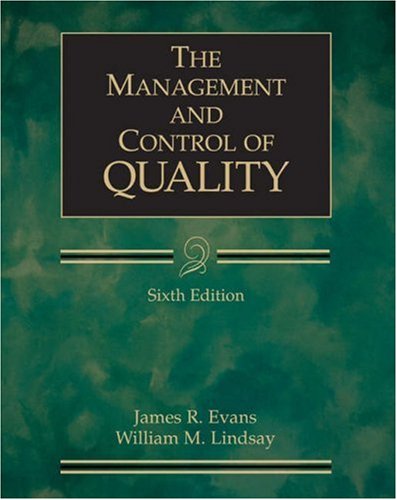 THE
MANAGEMENT
AND
CONTROL OF
QUALITY
Sixth Edition
James R. Evans
William M. Lindsay